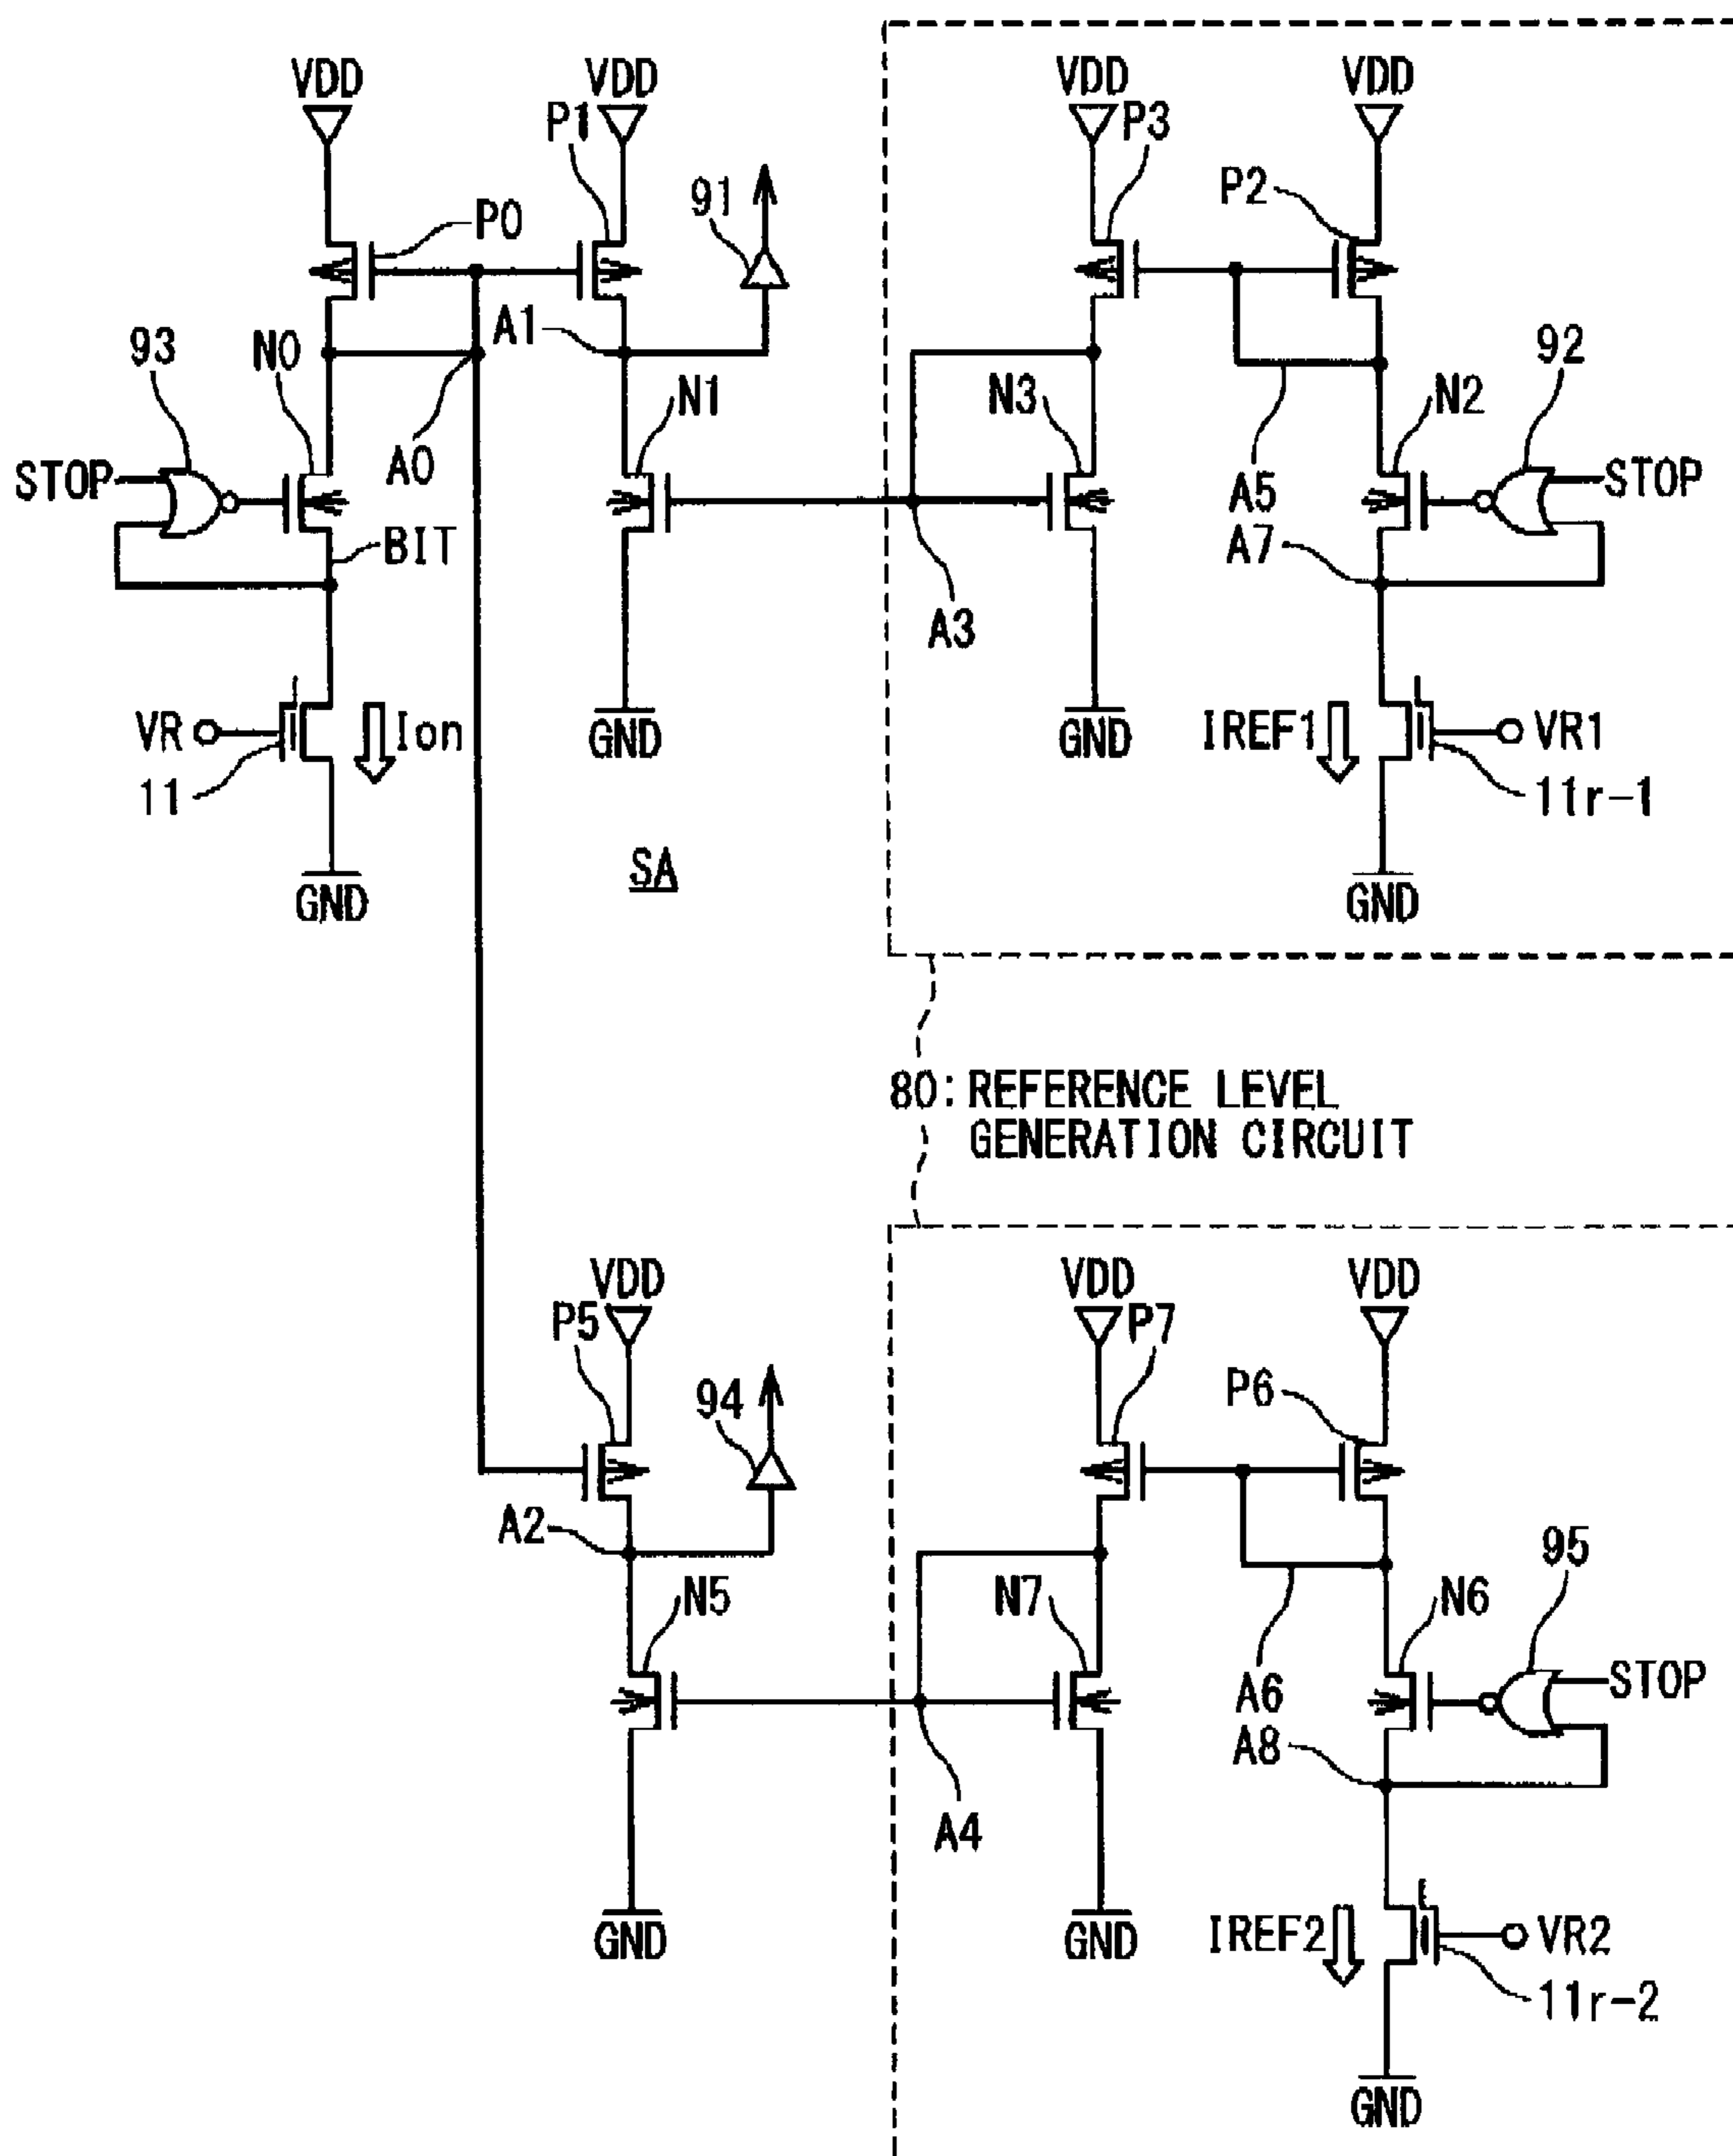 VDD VDD VDD VDD
P1 P3
91 P2
P0
A1
93 N0 92
N1 N3 N2
A0
STOP STOP
A5
BIT A7
A3
VR Ion IREF1 VR1
11 11r-1
GND GND
SA
GND GND
80: REFERENCE LEVEL
GENERATION CIRCUIT
VDD VDD VDD
P5 P7
94 P6
A2 95
N5 N7 N6
STOP
A6
A8
A4
IREF2 VR2
GND GND
11r-2
GND